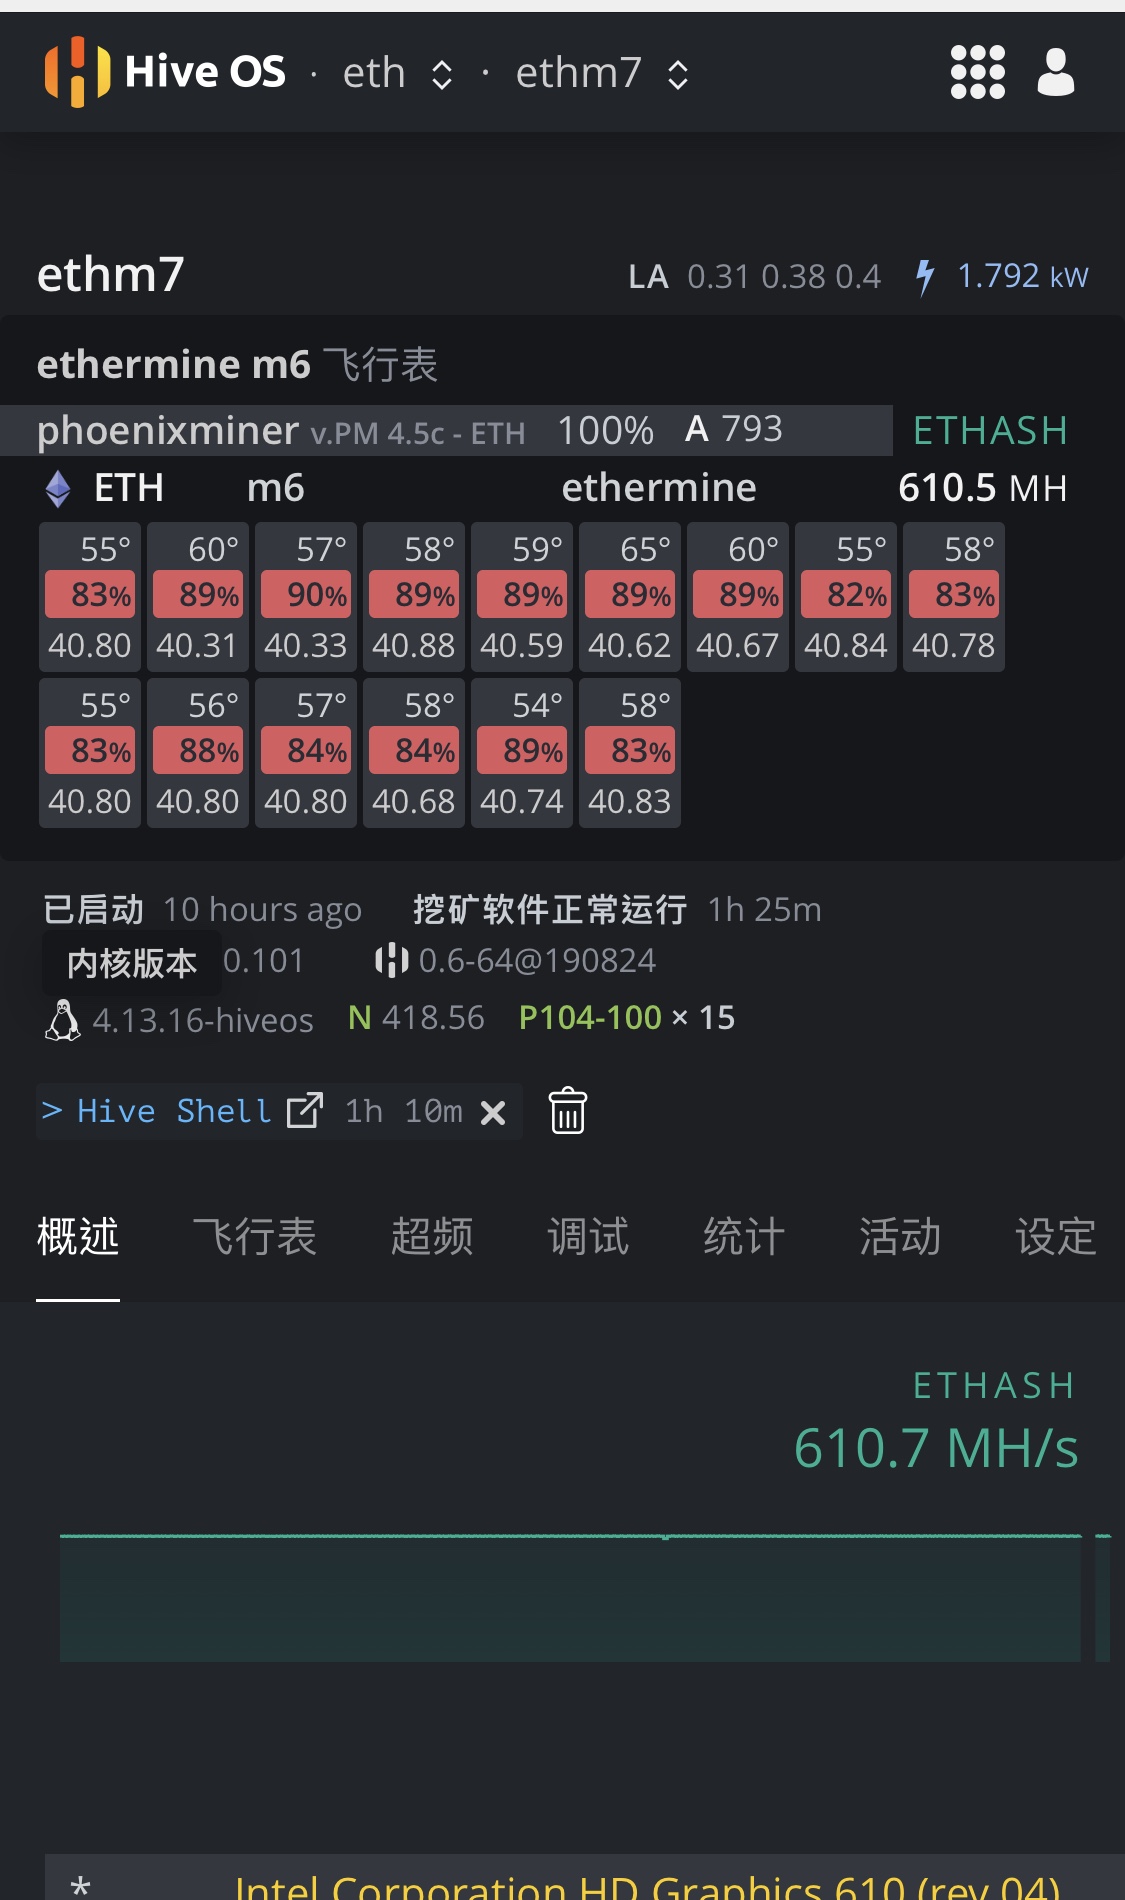 Hive OS · eth · ethm7
ethm7 LA 0.31 0.38 0.4 1.792 kW
ethermine m6 飞行表
phoenixminer v.PM 4.5c - ETH 100% A 793 ETHASH
ETH m6 ethermine 610.5 MH
55° 60° 57° 58° 59° 65° 60° 55° 58°
83% 89% 90% 89% 89% 89% 89% 82% 83%
40.80 40.31 40.33 40.88 40.59 40.62 40.67 40.84 40.78
55° 56° 57° 58° 54° 58°
83% 88% 84% 84% 89% 83%
40.80 40.80 40.80 40.68 40.74 40.83
已启动 10 hours ago 挖矿软件正常运行 1h 25m
内核版本 0.101 0.6-64@190824
4.13.16-hiveos N 418.56 P104-100 × 15
> Hive Shell 1h 10m ×
概述 飞行表 超频 调试 统计 活动 设定
ETHASH
610.7 MH/s
* Intel Corporation HD Graphics 610 (rev 04)